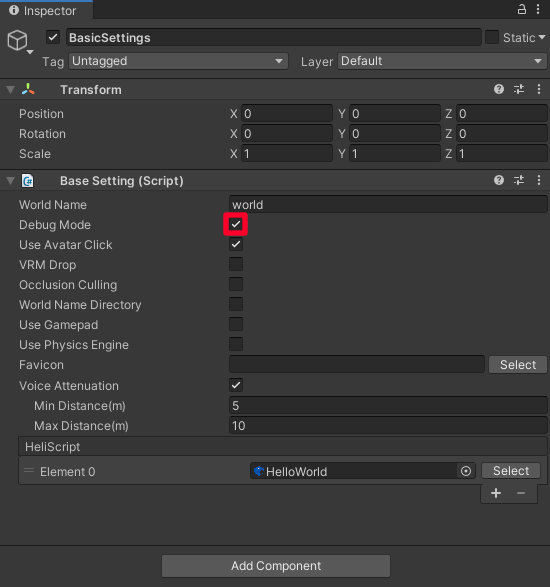 Inspector
BasicSettings
Static
Tag Untagged Layer Default
Transform
Position X 0 Y 0 Z 0
Rotation X 0 Y 0 Z 0
Scale X 1 Y 1 Z 1
Base Setting (Script)
World Name world
Debug Mode
Use Avatar Click
VRM Drop
Occlusion Culling
World Name Directory
Use Gamepad
Use Physics Engine
Favicon Select
Voice Attenuation
Min Distance(m) 5
Max Distance(m) 10
HeliScript
Element 0 HelloWorld Select
+ −
Add Component